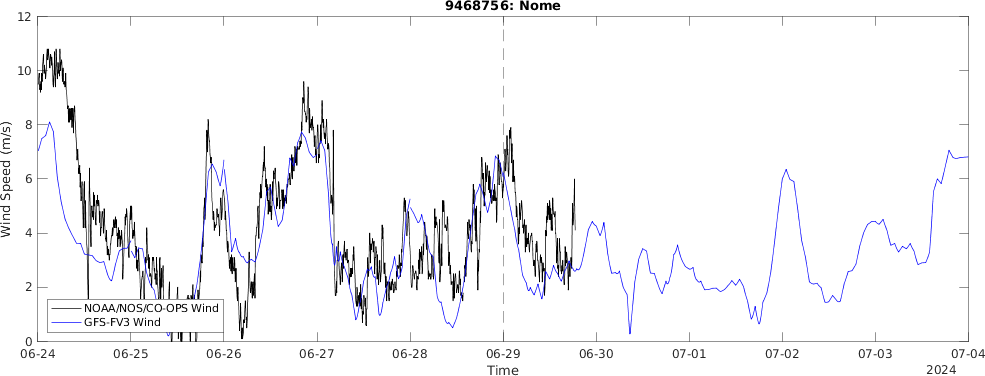 9468756: Nome
12
10
8
6
4
2
0
Wind Speed (m/s)
NOAA/NOS/CO-OPS Wind
GFS-FV3 Wind
06-24 06-25 06-26 06-27 06-28 06-29 06-30 07-01 07-02 07-03 07-04
Time
2024